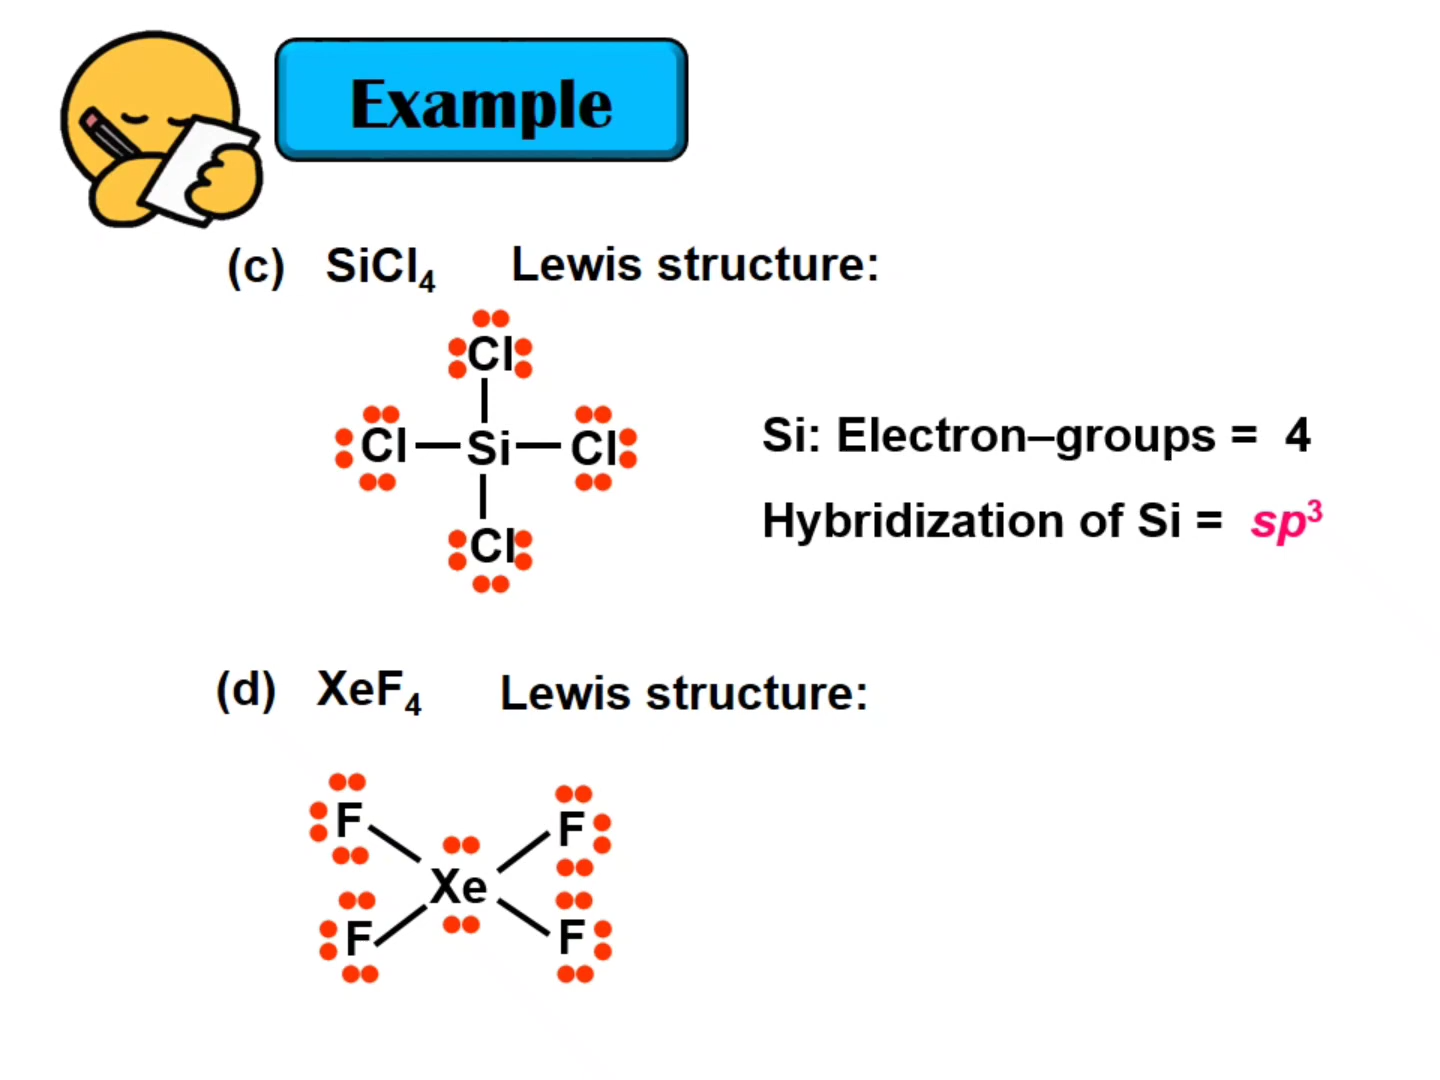 Example
(c) SiCl₄ Lewis structure:
Cl
Cl Si Cl
Cl
Si: Electron–groups = 4
Hybridization of Si = sp³
(d) XeF₄ Lewis structure:
F F
Xe
F F